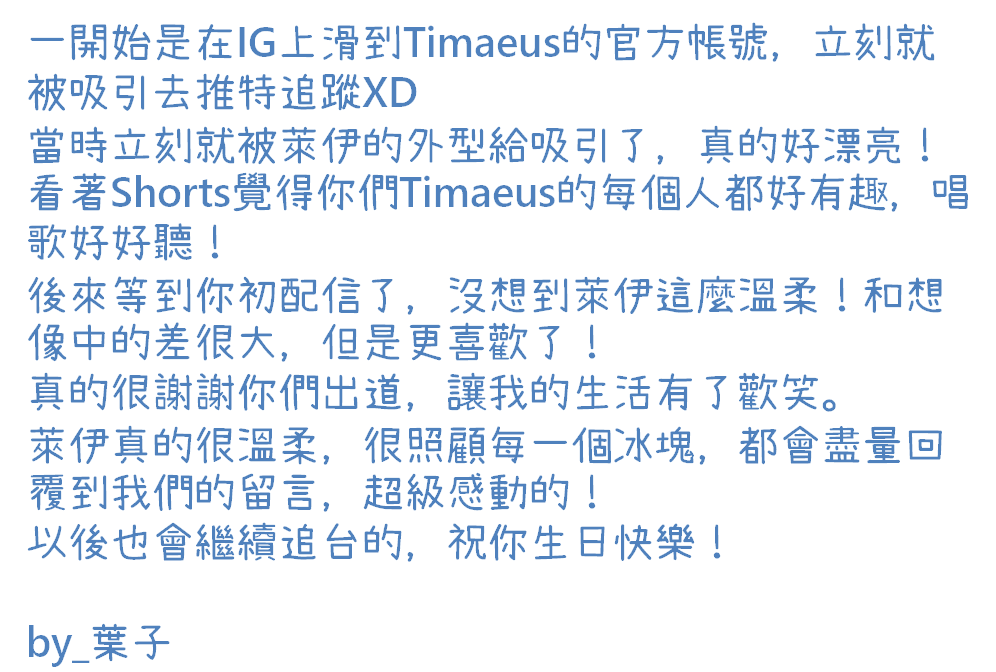 一開始是在IG上滑到Timaeus的官方帳號，立刻就
被吸引去推特追蹤XD
當時立刻就被萊伊的外型給吸引了，真的好漂亮！
看著Shorts覺得你們Timaeus的每個人都好有趣，唱
歌好好聽！
後來等到你初配信了，沒想到萊伊這麼溫柔！和想
像中的差很大，但是更喜歡了！
真的很謝謝你們出道，讓我的生活有了歡笑。
萊伊真的很溫柔，很照顧每一個冰塊，都會盡量回
覆到我們的留言，超級感動的！
以後也會繼續追台的，祝你生日快樂！
by_葉子